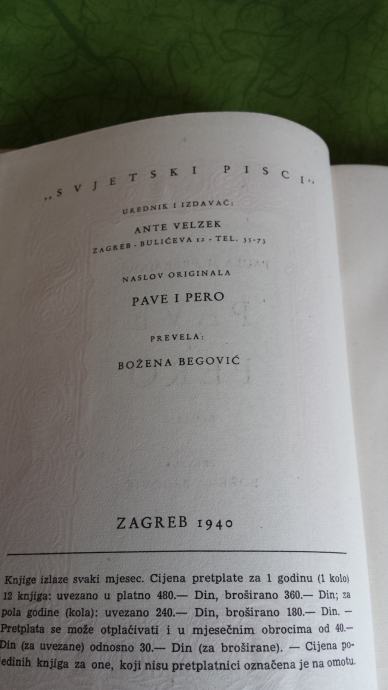 „SVJETSKI PISCI“
UREDNIK I IZDAVAČ:
ANTE VELZEK
ZAGREB - BULIĆEVA 12 - TEL. 35-73
NASLOV ORIGINALA
PAVE I PERO
PREVELA:
BOŽENA BEGOVIĆ
ZAGREB 1940
Knjige izlaze svaki mjesec. Cijena pretplate za 1 godinu (1 kolo)
12 knjiga: uvezano u platno 480.— Din, broširano 360.— Din; za
pola godine (kola): uvezano 240.— Din, broširano 180.— Din. —
Pretplata se može otplaćivati i u mjesečnim obrocima od 40.—
Din (za uvezane) odnosno 30.— Din (za broširane). — Cijena po-
jedinih knjiga za one, koji nisu pretplatnici označena je na omotu.